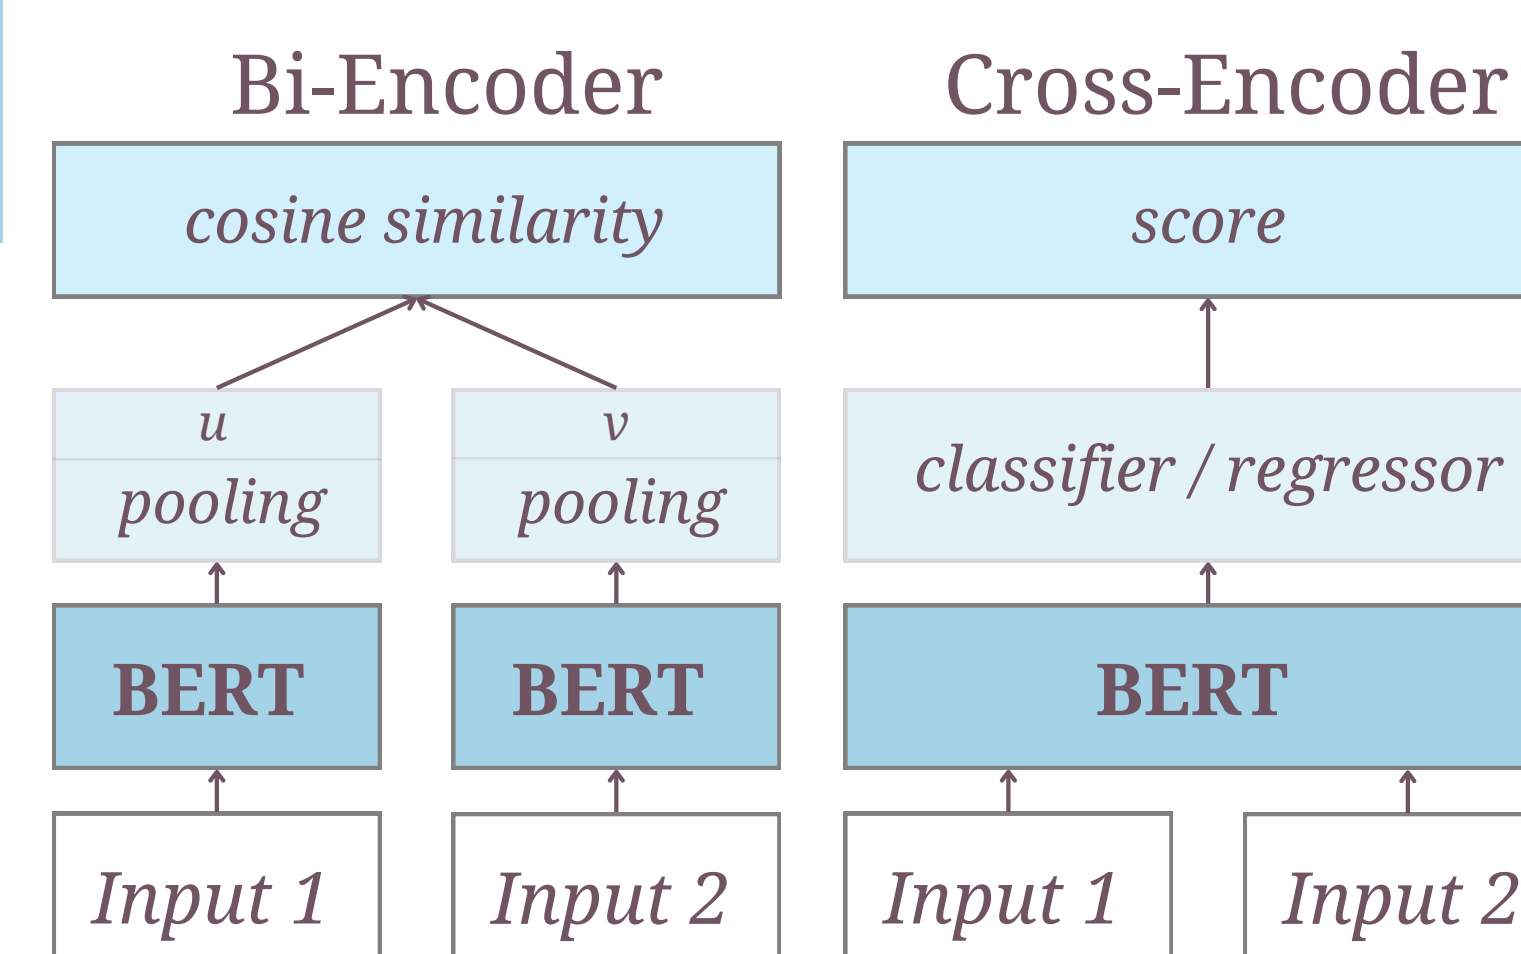 Bi-Encoder
cosine similarity
u
v
pooling
pooling
BERT
BERT
Input 1
Input 2
Cross-Encoder
score
classifier / regressor
BERT
Input 1
Input 2